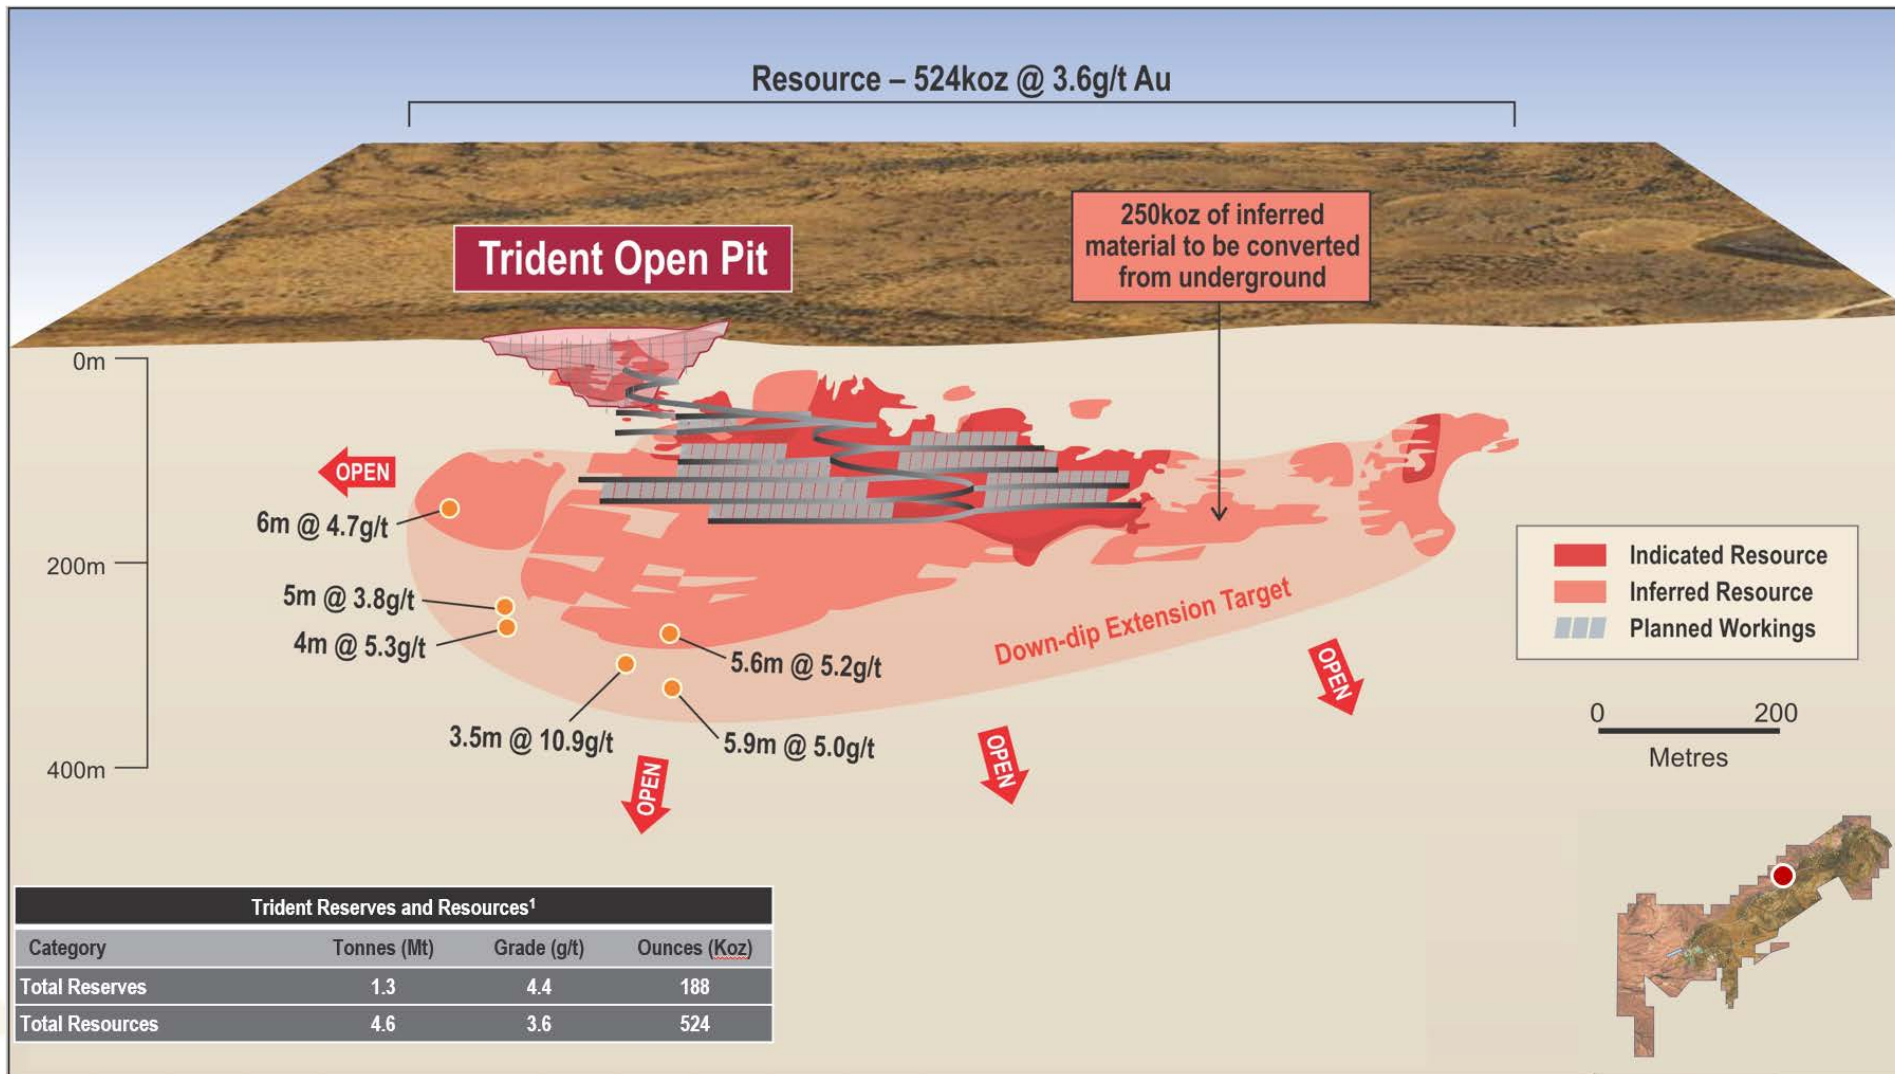 Resource – 524koz @ 3.6g/t Au
250koz of inferred
material to be converted
from underground
Trident Open Pit
0m
200m
400m
OPEN
6m @ 4.7g/t
5m @ 3.8g/t
4m @ 5.3g/t
5.6m @ 5.2g/t
3.5m @ 10.9g/t
5.9m @ 5.0g/t
Down-dip Extension Target
OPEN
OPEN
OPEN
Indicated Resource
Inferred Resource
Planned Workings
0 200
Metres
Trident Reserves and Resources¹
Category Tonnes (Mt) Grade (g/t) Ounces (Koz)
Total Reserves 1.3 4.4 188
Total Resources 4.6 3.6 524